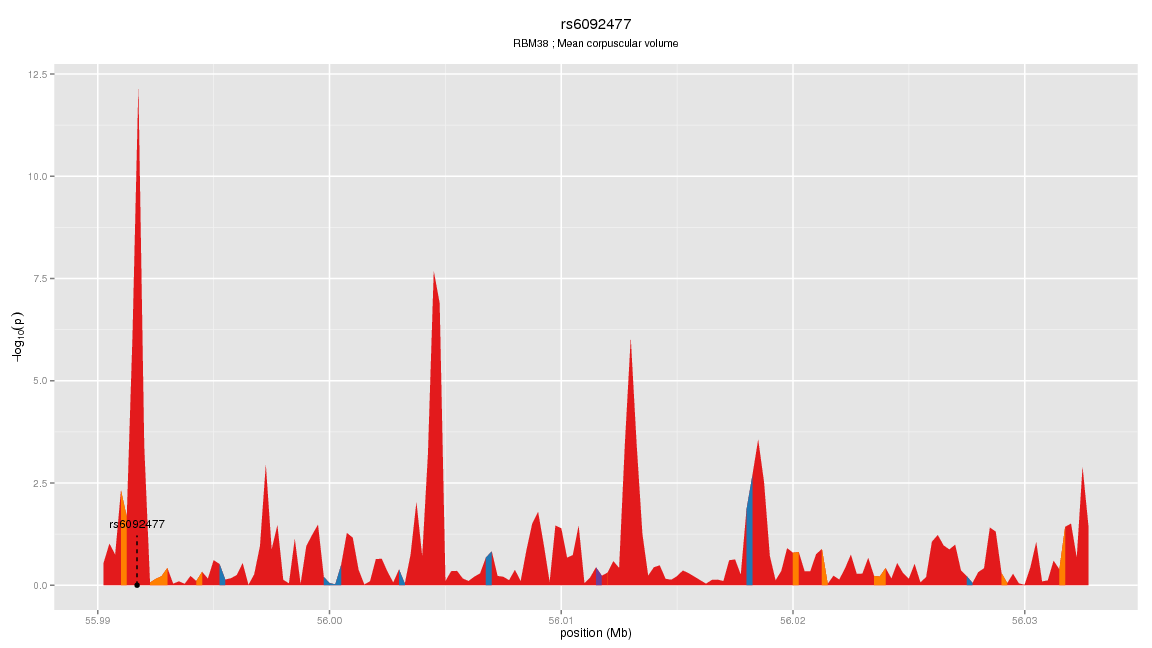 rs6092477
RBM38 ; Mean corpuscular volume
12.5
10.0
7.5
5.0
2.5
0.0
−log10(p)
rs6092477
55.99
56.00
56.01
56.02
56.03
position (Mb)